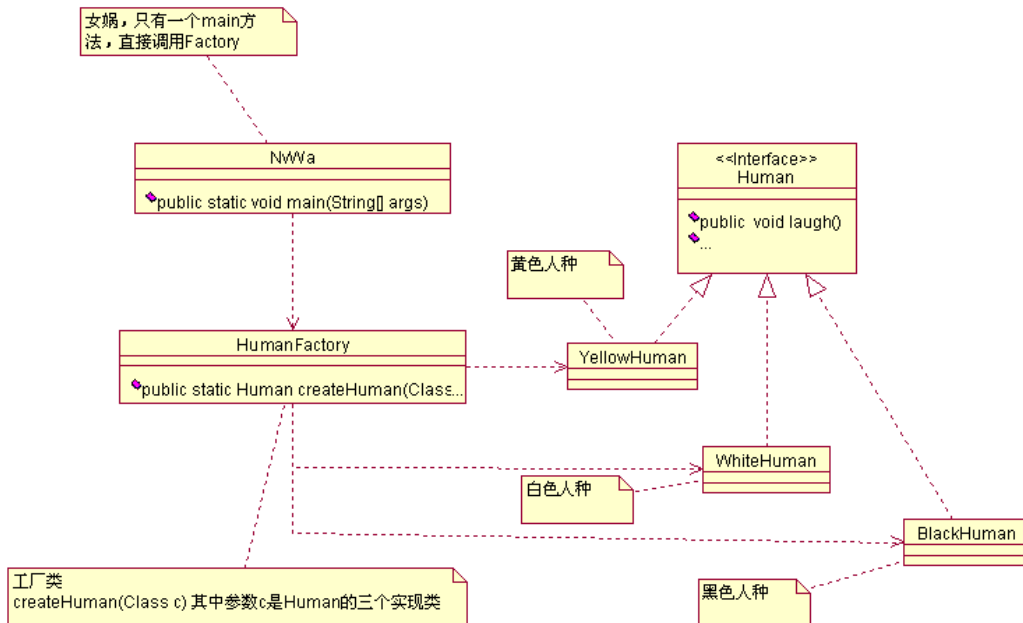 女娲，只有一个main方
法，直接调用Factory
NvWa
public static void main(String[] args)
<<Interface>>
Human
public void laugh()
...
黄色人种
HumanFactory
public static Human createHuman(Class...
YellowHuman
WhiteHuman
白色人种
BlackHuman
工厂类
createHuman(Class c) 其中参数c是Human的三个实现类
黑色人种